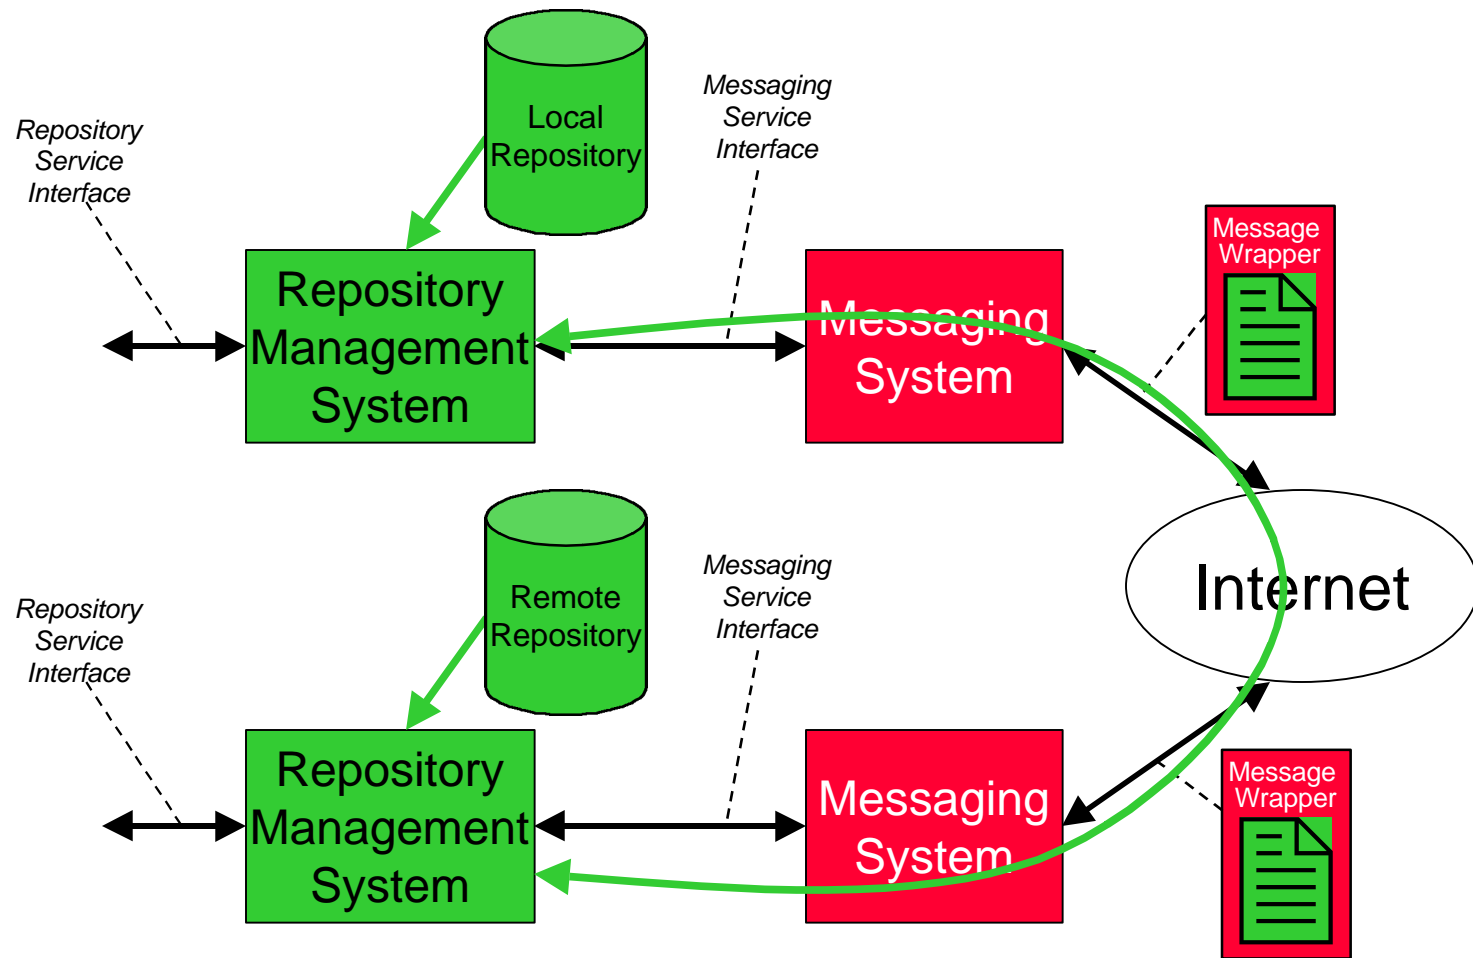 Local
Repository
Messaging
Service
Interface
Repository
Service
Interface
Message
Wrapper
Repository
Management
System
Messaging
System
Internet
Remote
Repository
Messaging
Service
Interface
Repository
Service
Interface
Repository
Management
System
Messaging
System
Message
Wrapper